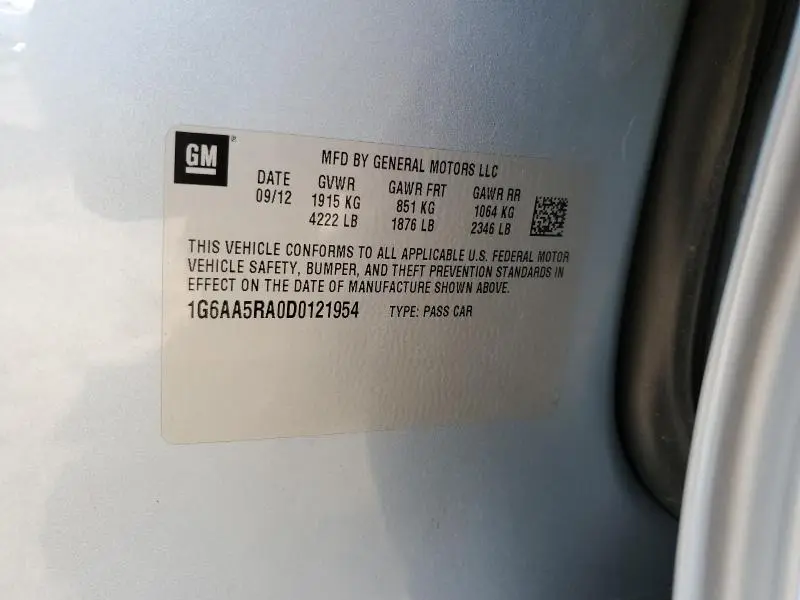 GM®
MFD BY GENERAL MOTORS LLC
DATE GVWR GAWR FRT GAWR RR
09/12 1915 KG 851 KG 1064 KG
4222 LB 1876 LB 2346 LB
THIS VEHICLE CONFORMS TO ALL APPLICABLE U.S. FEDERAL MOTOR
VEHICLE SAFETY, BUMPER, AND THEFT PREVENTION STANDARDS IN
EFFECT ON THE DATE OF MANUFACTURE SHOWN ABOVE.
1G6AA5RA0D0121954 TYPE: PASS CAR